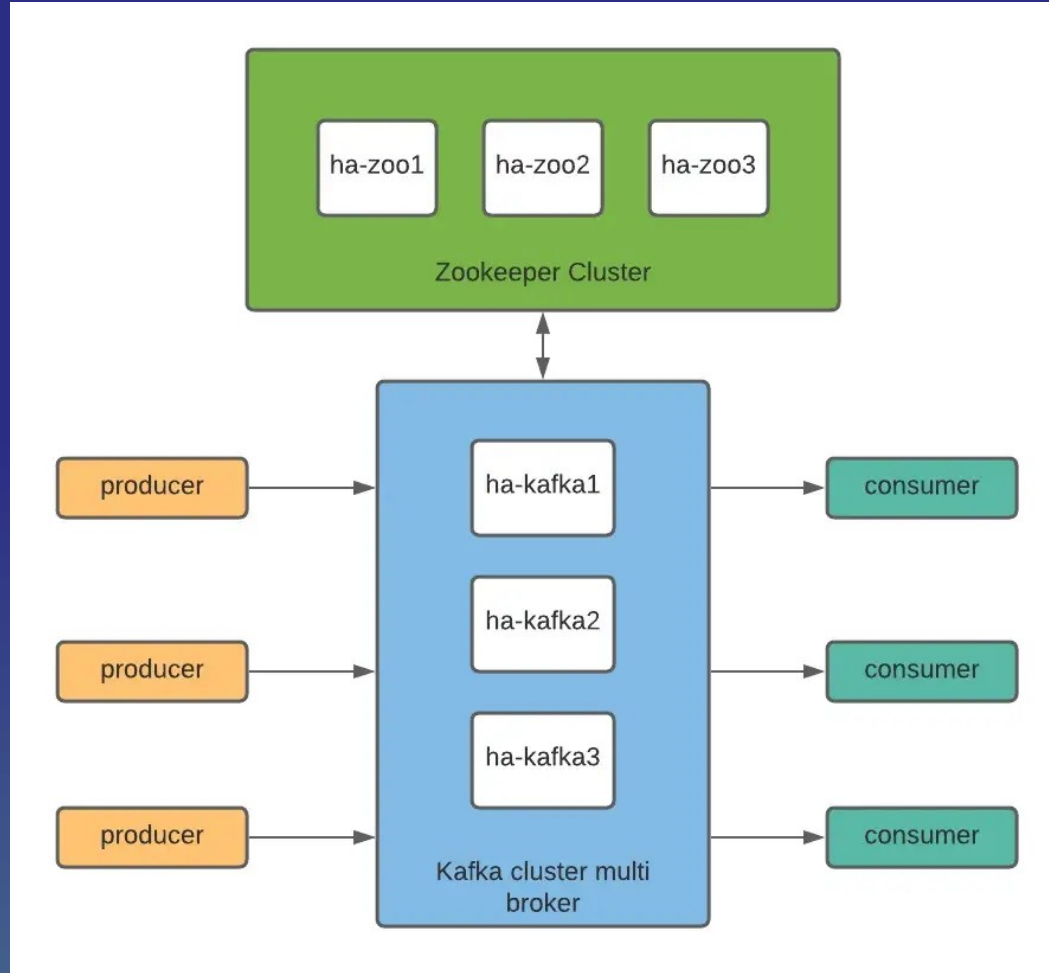 ha-zoo1
ha-zoo2
ha-zoo3
Zookeeper Cluster
producer
ha-kafka1
consumer
ha-kafka2
producer
consumer
ha-kafka3
producer
consumer
Kafka cluster multi
broker